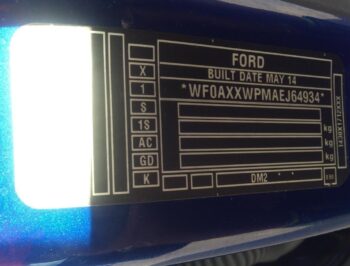 FORD
BUILT DATE MAY 14
*WF0AXXWPMAEJ64934*
X
1
S
1S
kg
AC
kg
GD
kg
K
DM2